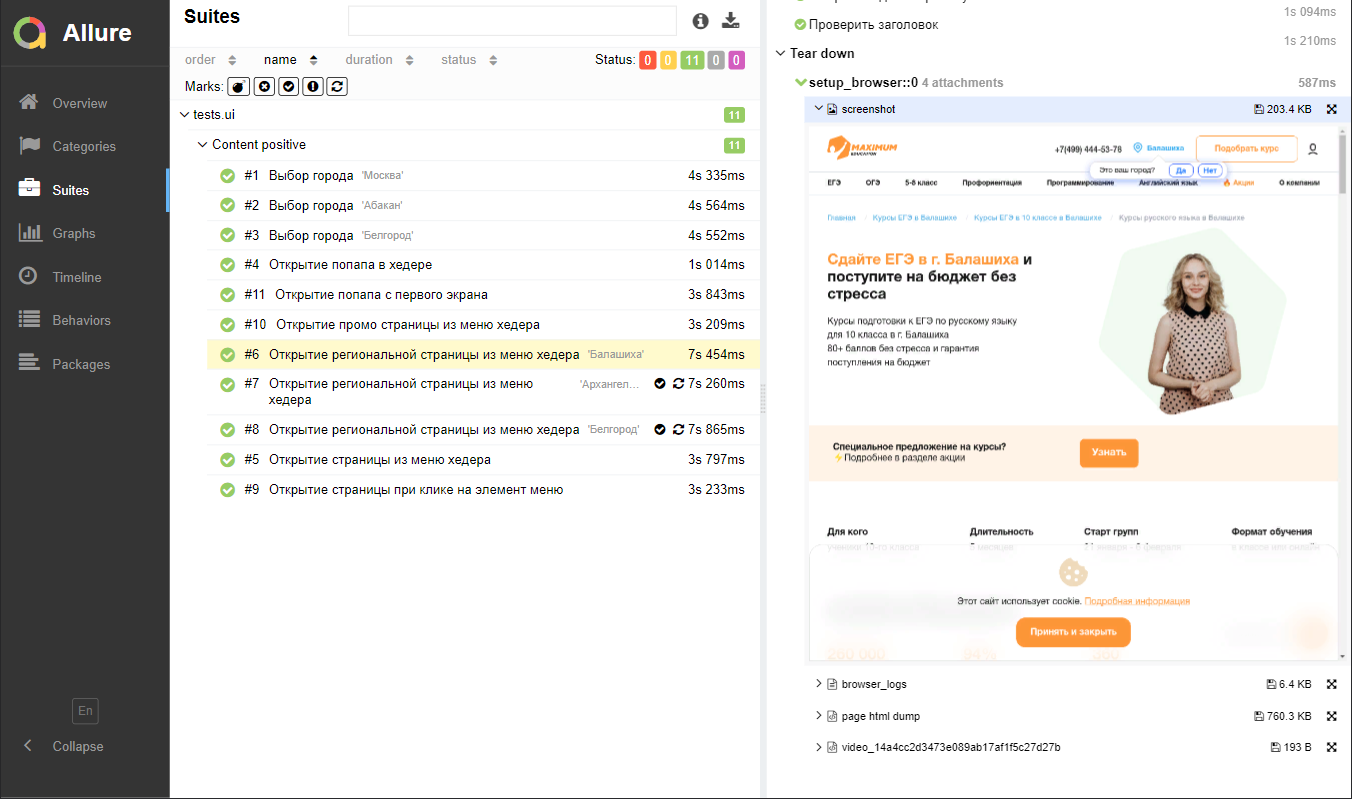 Allure
Overview
Categories
Suites
Graphs
Timeline
Behaviors
Packages
En
Collapse
Suites
order name duration status Status: 0 0 11 0 0
Marks:
tests.ui 11
Content positive 11
#1 Выбор города 'Москва' 4s 335ms
#2 Выбор города 'Абакан' 4s 564ms
#3 Выбор города 'Белгород' 4s 552ms
#4 Открытие попапа в хедере 1s 014ms
#11 Открытие попапа с первого экрана 3s 843ms
#10 Открытие промо страницы из меню хедера 3s 209ms
#6 Открытие региональной страницы из меню хедера 'Балашиха' 7s 454ms
#7 Открытие региональной страницы из меню 'Архангел... 7s 260ms
хедера
#8 Открытие региональной страницы из меню хедера 'Белгород' 7s 865ms
#5 Открытие страницы из меню хедера 3s 797ms
#9 Открытие страницы при клике на элемент меню 3s 233ms
1s 094ms
Проверить заголовок
1s 210ms
Tear down
setup_browser::0 4 attachments 587ms
screenshot 203.4 KB
MAXIMUM
EDUCATION
+7(499) 444-53-78 Балашиха Подобрать курс
Это ваш город? Да Нет
ЕГЭ ОГЭ 5-8 класс Профориентация Программирование Английский язык Акции О компании
Главная / Курсы ЕГЭ в Балашихе / Курсы ЕГЭ в 10 классе в Балашихе / Курсы русского языка в Балашихе
Сдайте ЕГЭ в г. Балашиха и
поступите на бюджет без
стресса
Курсы подготовки к ЕГЭ по русскому языку
для 10 класса в г. Балашиха
80+ баллов без стресса и гарантия
поступления на бюджет
Специальное предложение на курсы?
⚡Подробнее в разделе акции
Узнать
Для кого Длительность Старт групп Формат обучения
Этот сайт использует cookie. Подробная информация
Принять и закрыть
browser_logs 6.4 KB
page html dump 760.3 KB
video_14a4cc2d3473e089ab17af1f5c27d27b 193 B